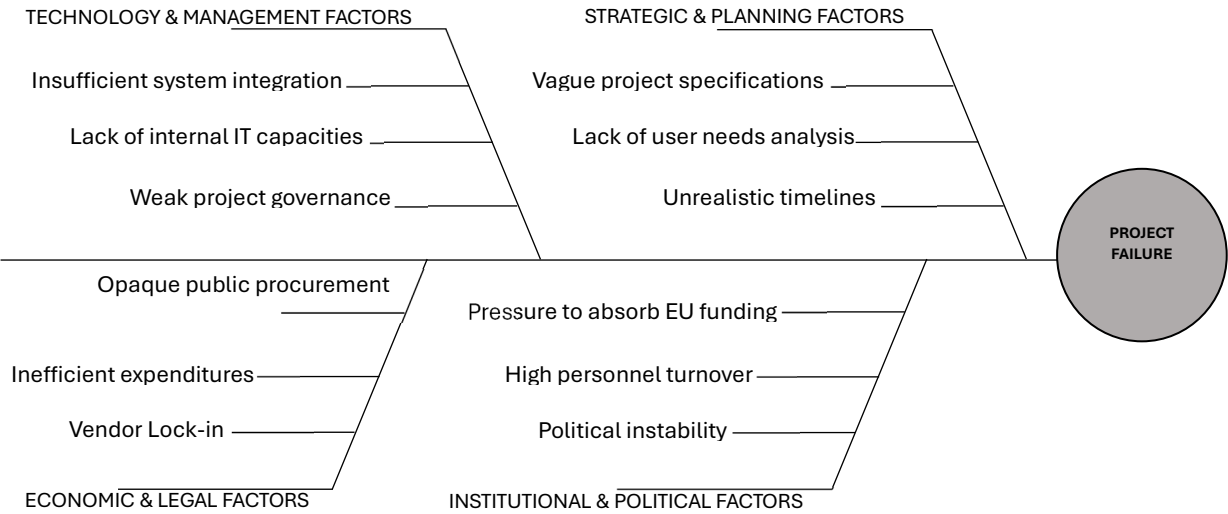 TECHNOLOGY & MANAGEMENT FACTORS
Insufficient system integration
Lack of internal IT capacities
Weak project governance
STRATEGIC & PLANNING FACTORS
Vague project specifications
Lack of user needs analysis
Unrealistic timelines
PROJECT
FAILURE
Opaque public procurement
Inefficient expenditures
Vendor Lock-in
ECONOMIC & LEGAL FACTORS
Pressure to absorb EU funding
High personnel turnover
Political instability
INSTITUTIONAL & POLITICAL FACTORS